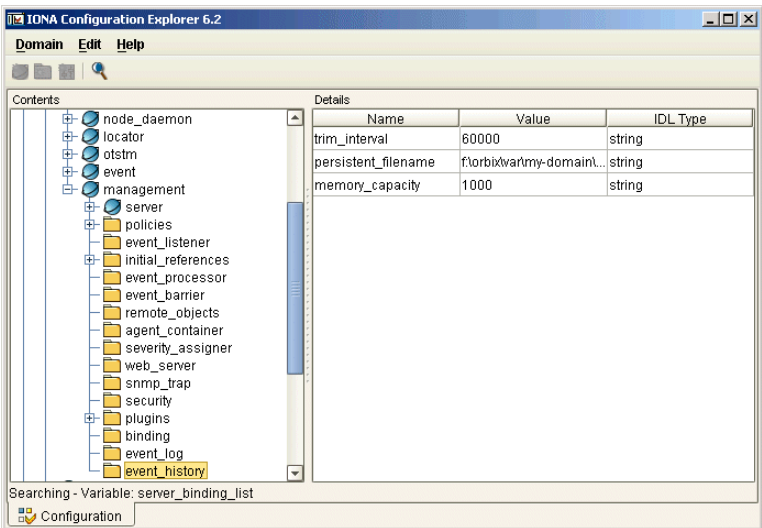 IONA Configuration Explorer 6.2
Domain Edit Help
Contents
node_daemon
locator
otstm
event
management
server
policies
event_listener
initial_references
event_processor
event_barrier
remote_objects
agent_container
severity_assigner
web_server
snmp_trap
security
plugins
binding
event_log
event_history
Details
Name Value IDL Type
trim_interval 60000 string
persistent_filename f:\orbix\var\my-domain\... string
memory_capacity 1000 string
Searching - Variable: server_binding_list
Configuration